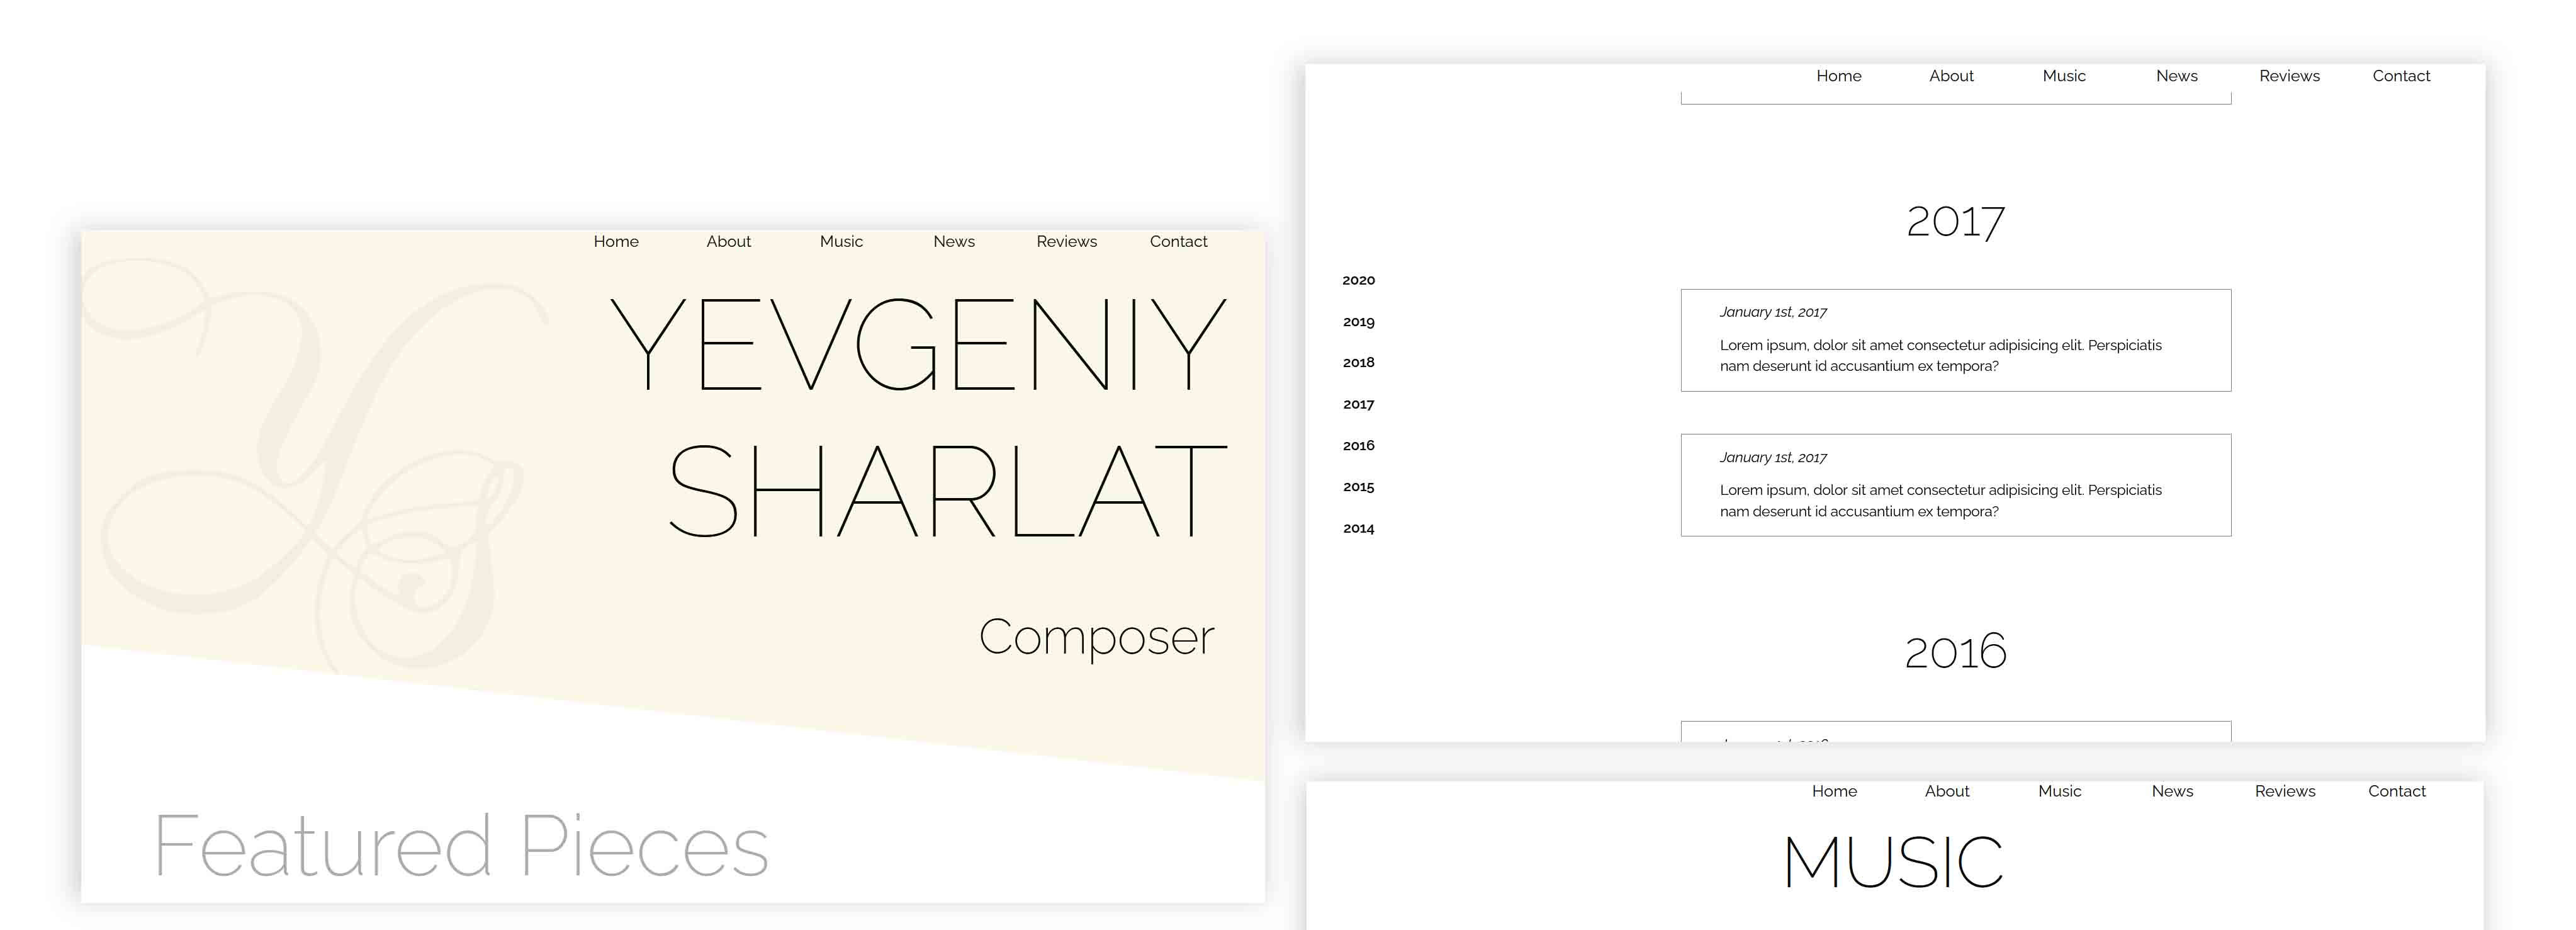 Home About Music News Reviews Contact
YEVGENIY
SHARLAT
Composer
Featured Pieces
Home About Music News Reviews Contact
2020
2019
2018
2017
2016
2015
2014
2017
January 1st, 2017
Lorem ipsum, dolor sit amet consectetur adipisicing elit. Perspiciatis
nam deserunt id accusantium ex tempora?
January 1st, 2017
Lorem ipsum, dolor sit amet consectetur adipisicing elit. Perspiciatis
nam deserunt id accusantium ex tempora?
2016
Home About Music News Reviews Contact
MUSIC